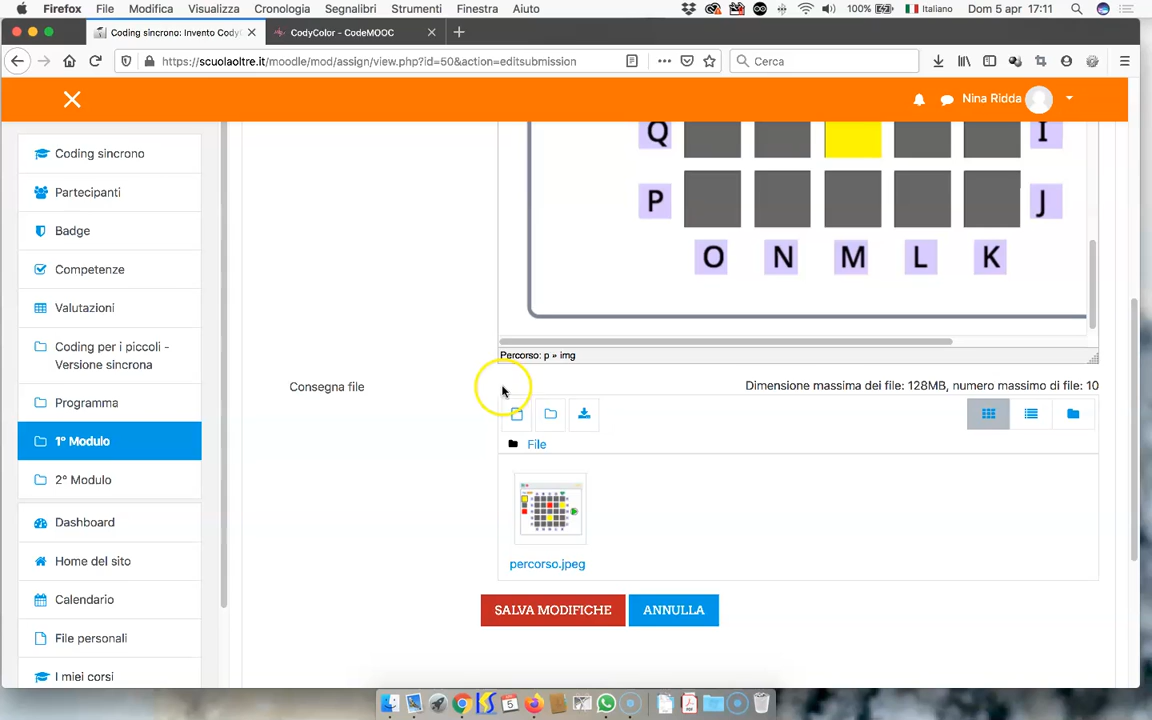 Firefox File Modifica Visualizza Cronologia Segnalibri Strumenti Finestra Aiuto 100% Italiano Dom 5 apr 17:11
Coding sincrono: Invento Cody
CodyColor - CodeMOOC
https://scuolaoltre.it/moodle/mod/assign/view.php?id=50&action=editsubmission
Cerca
Nina Ridda
Coding sincrono
Partecipanti
Badge
Competenze
Valutazioni
Coding per i piccoli -
Versione sincrona
Programma
1° Modulo
2° Modulo
Dashboard
Home del sito
Calendario
File personali
I miei corsi
Q I
P J
O N M L K
Percorso: p » img
Consegna file
Dimensione massima dei file: 128MB, numero massimo di file: 10
File
percorso.jpeg
SALVA MODIFICHE
ANNULLA